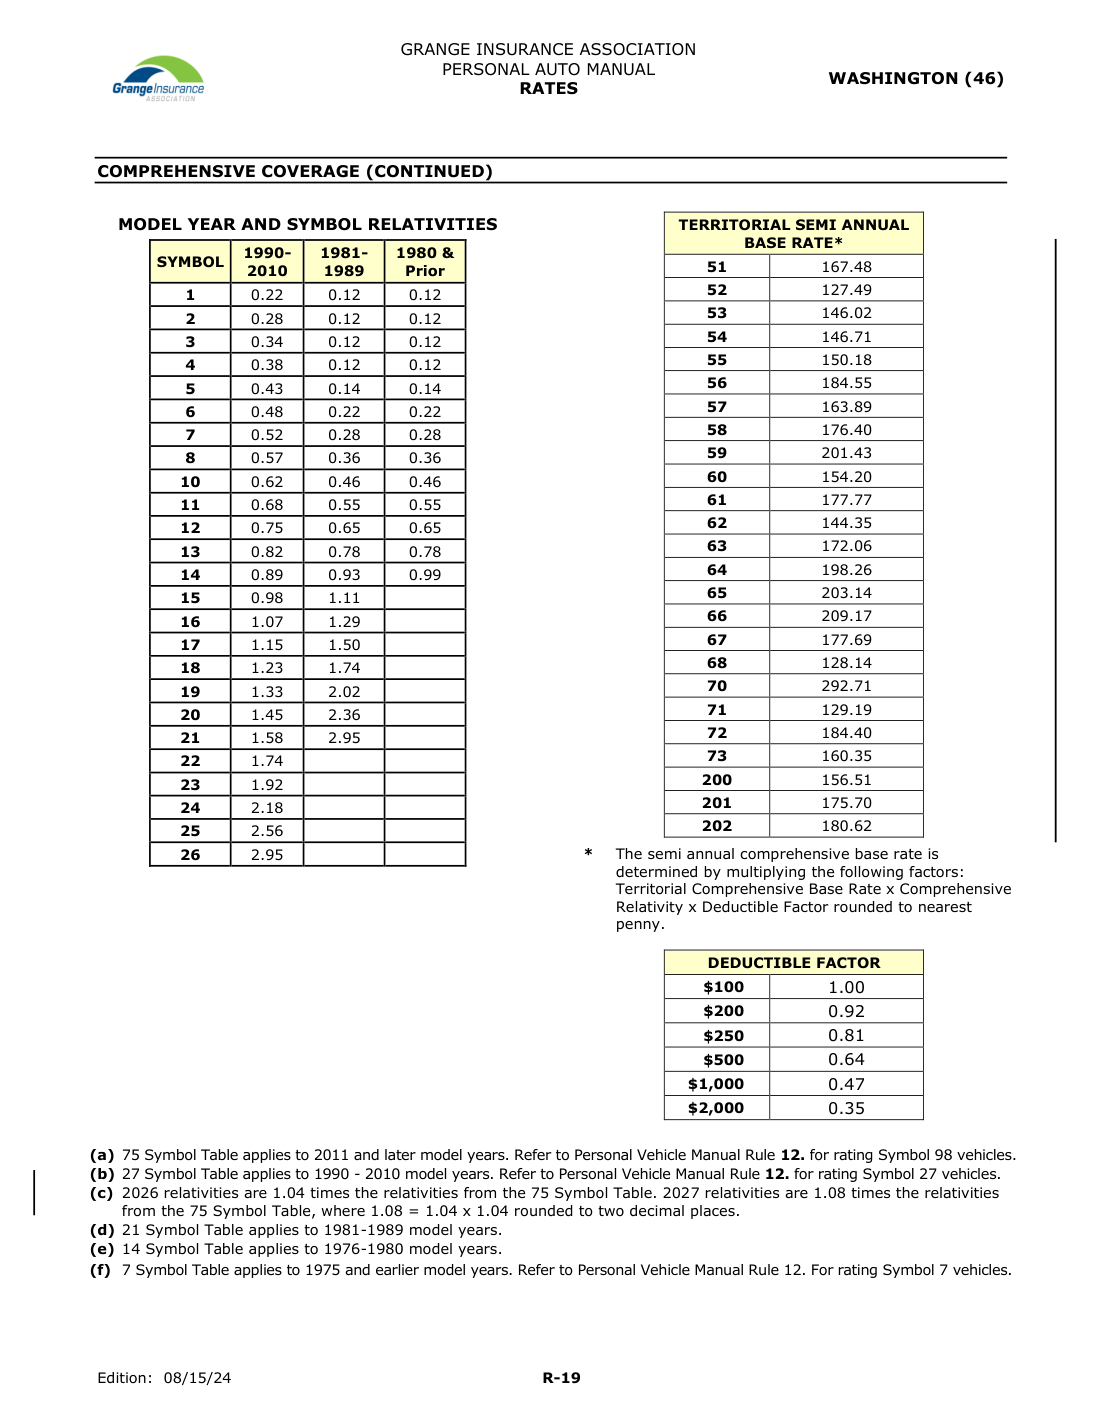 GRANGE INSURANCE ASSOCIATION
PERSONAL AUTO MANUAL
RATES
GrangeInsurance
ASSOCIATION
WASHINGTON (46)
COMPREHENSIVE COVERAGE (CONTINUED)
MODEL YEAR AND SYMBOL RELATIVITIES
SYMBOL 1990-2010 1981-1989 1980 & Prior
1 0.22 0.12 0.12
2 0.28 0.12 0.12
3 0.34 0.12 0.12
4 0.38 0.12 0.12
5 0.43 0.14 0.14
6 0.48 0.22 0.22
7 0.52 0.28 0.28
8 0.57 0.36 0.36
10 0.62 0.46 0.46
11 0.68 0.55 0.55
12 0.75 0.65 0.65
13 0.82 0.78 0.78
14 0.89 0.93 0.99
15 0.98 1.11
16 1.07 1.29
17 1.15 1.50
18 1.23 1.74
19 1.33 2.02
20 1.45 2.36
21 1.58 2.95
22 1.74
23 1.92
24 2.18
25 2.56
26 2.95
TERRITORIAL SEMI ANNUAL
BASE RATE*
51 167.48
52 127.49
53 146.02
54 146.71
55 150.18
56 184.55
57 163.89
58 176.40
59 201.43
60 154.20
61 177.77
62 144.35
63 172.06
64 198.26
65 203.14
66 209.17
67 177.69
68 128.14
70 292.71
71 129.19
72 184.40
73 160.35
200 156.51
201 175.70
202 180.62
* The semi annual comprehensive base rate is
determined by multiplying the following factors:
Territorial Comprehensive Base Rate x Comprehensive
Relativity x Deductible Factor rounded to nearest
penny.
DEDUCTIBLE FACTOR
$100 1.00
$200 0.92
$250 0.81
$500 0.64
$1,000 0.47
$2,000 0.35
(a) 75 Symbol Table applies to 2011 and later model years. Refer to Personal Vehicle Manual Rule 12. for rating Symbol 98 vehicles.
(b) 27 Symbol Table applies to 1990 - 2010 model years. Refer to Personal Vehicle Manual Rule 12. for rating Symbol 27 vehicles.
(c) 2026 relativities are 1.04 times the relativities from the 75 Symbol Table. 2027 relativities are 1.08 times the relativities
from the 75 Symbol Table, where 1.08 = 1.04 x 1.04 rounded to two decimal places.
(d) 21 Symbol Table applies to 1981-1989 model years.
(e) 14 Symbol Table applies to 1976-1980 model years.
(f) 7 Symbol Table applies to 1975 and earlier model years. Refer to Personal Vehicle Manual Rule 12. For rating Symbol 7 vehicles.
Edition: 08/15/24
R-19